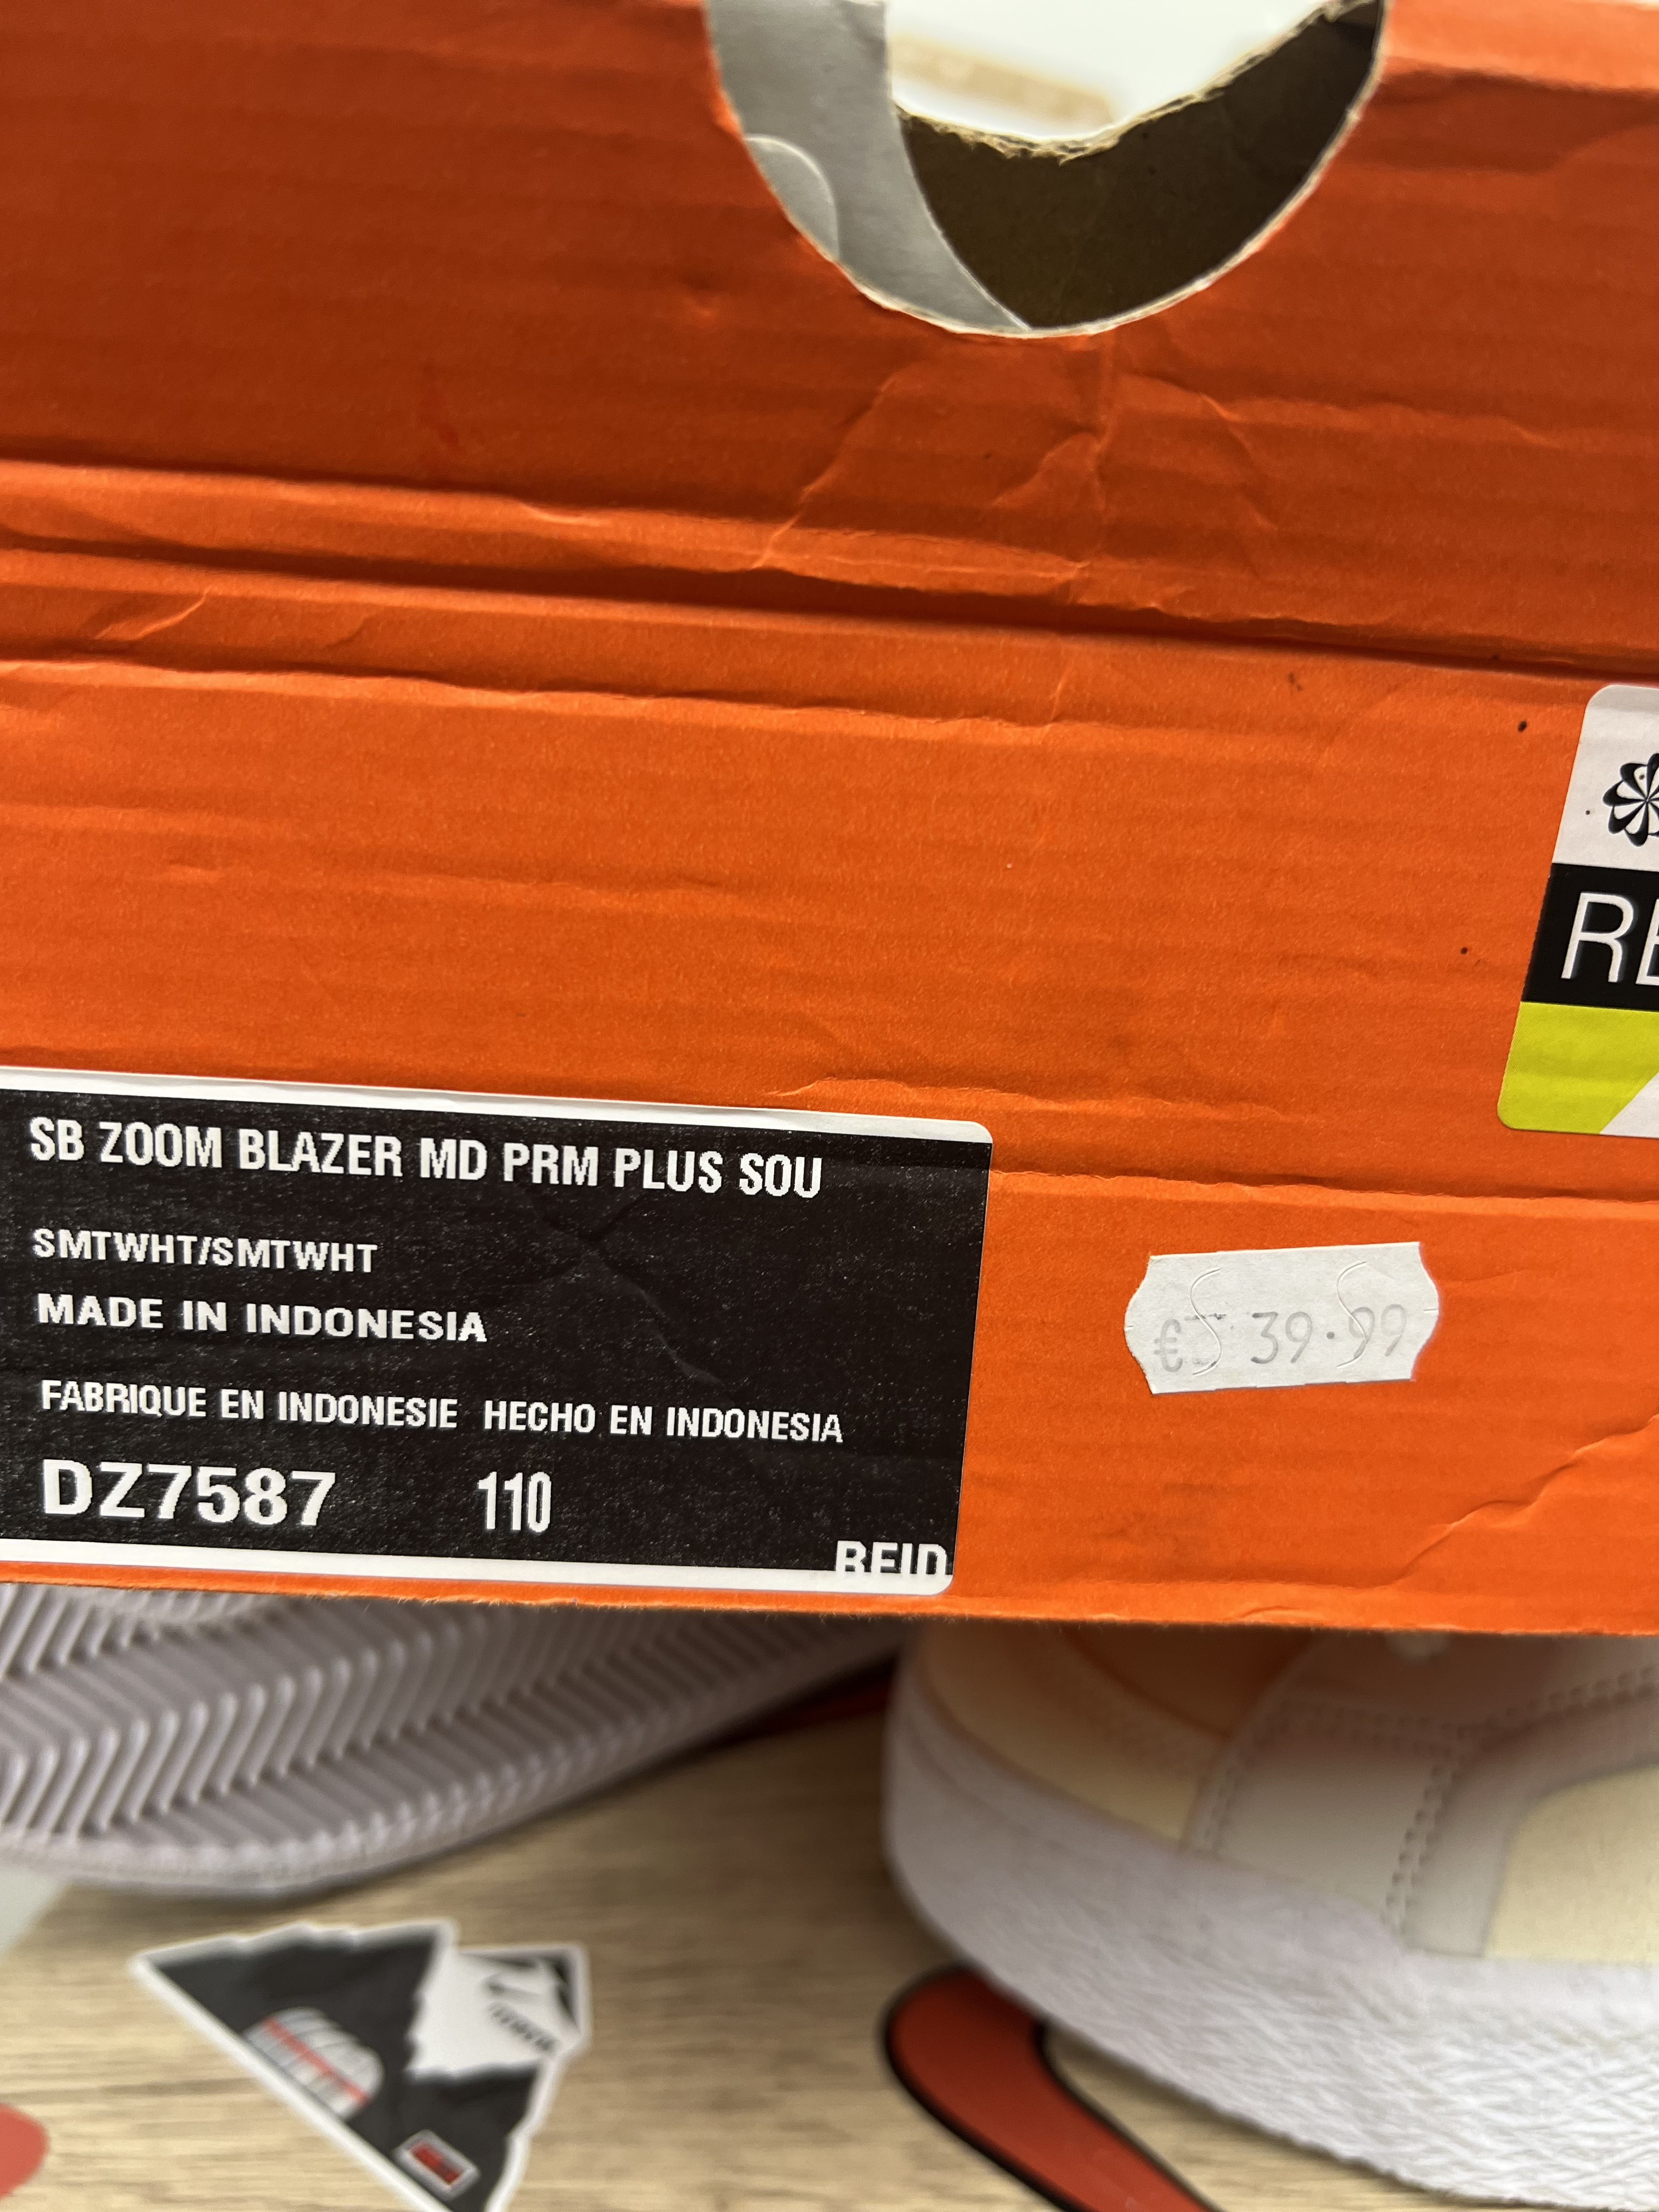 RE
SB ZOOM BLAZER MD PRM PLUS SOU
SMTWHT/SMTWHT
MADE IN INDONESIA
€ 39.99
FABRIQUE EN INDONESIE HECHO EN INDONESIA
DZ7587 110
REID